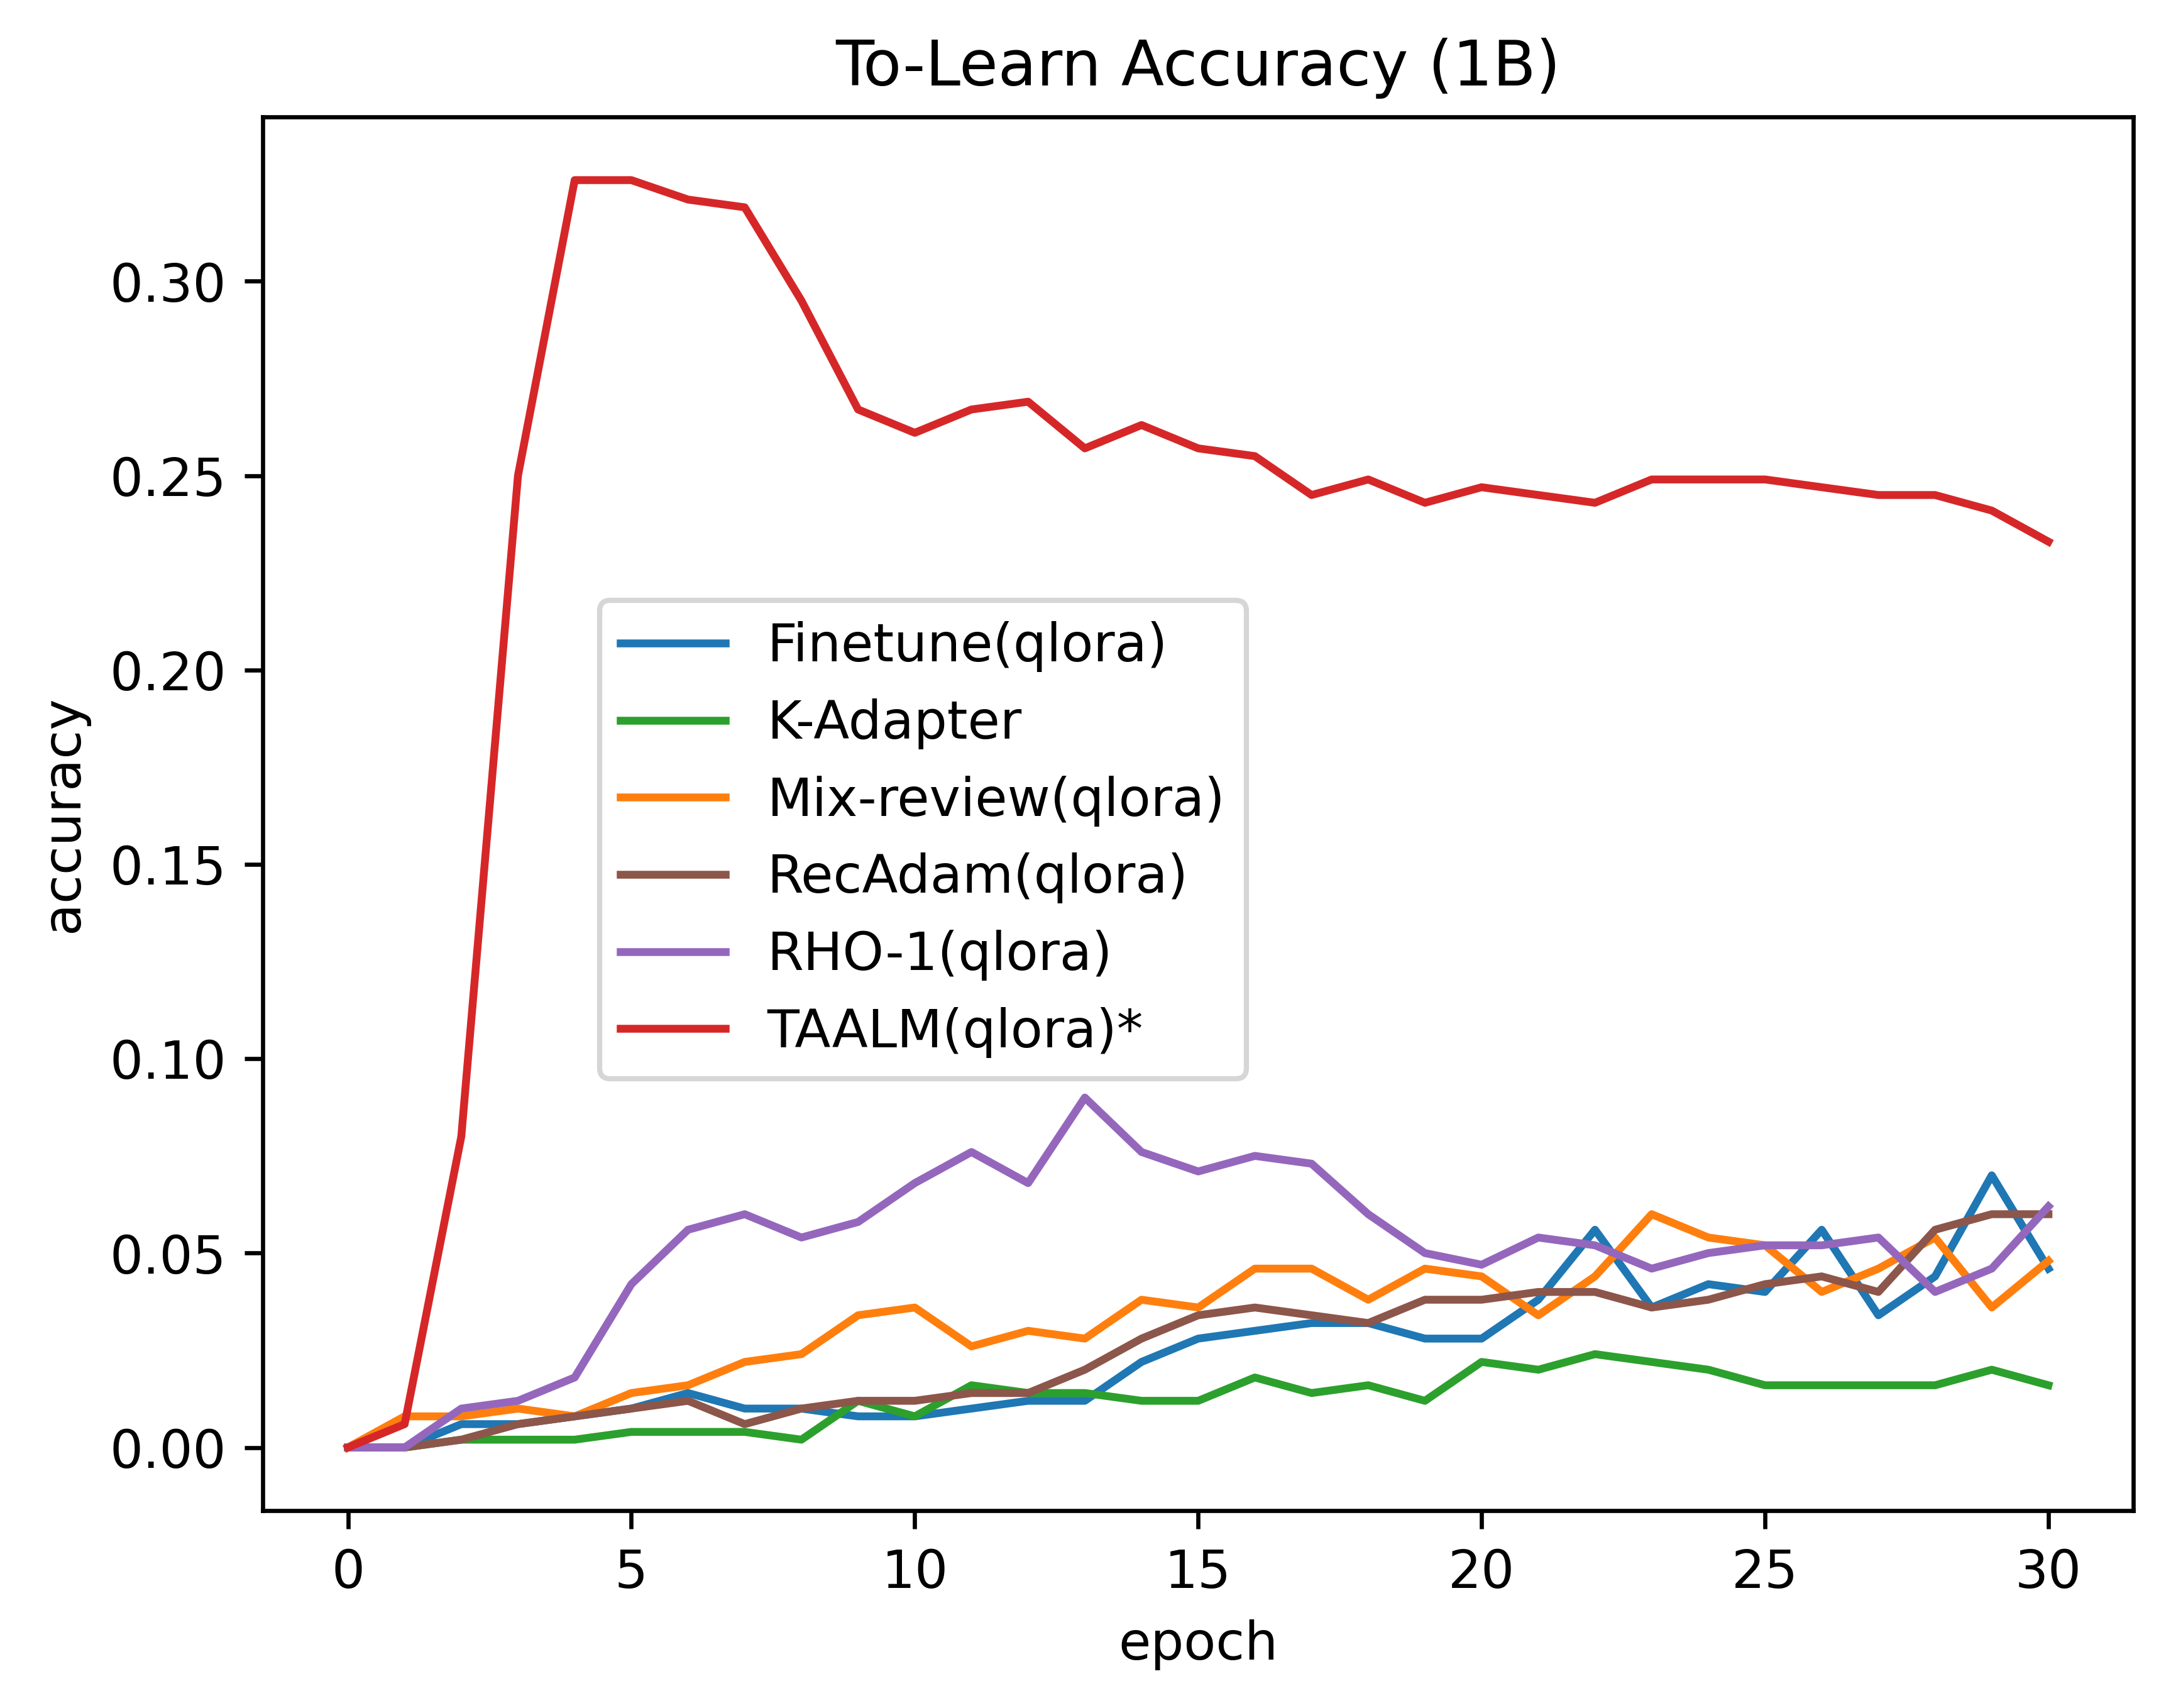 To-Learn Accuracy (1B)
accuracy
0.30
0.25
0.20
0.15
0.10
0.05
0.00
Finetune(qlora)
K-Adapter
Mix-review(qlora)
RecAdam(qlora)
RHO-1(qlora)
TAALM(qlora)*
0 5 10 15 20 25 30
epoch